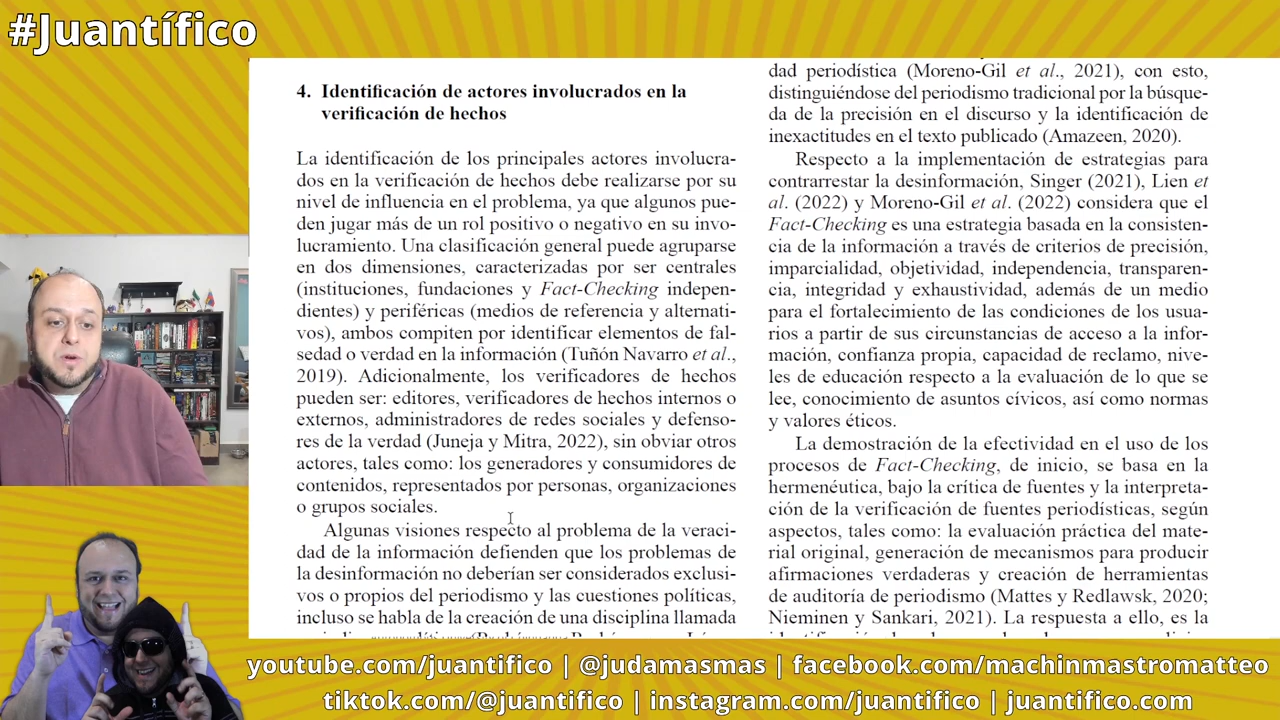 #Juantífico
4. Identificación de actores involucrados en la
verificación de hechos
La identificación de los principales actores involucra-
dos en la verificación de hechos debe realizarse por su
nivel de influencia en el problema, ya que algunos pue-
den jugar más de un rol positivo o negativo en su invo-
lucramiento. Una clasificación general puede agruparse
en dos dimensiones, caracterizadas por ser centrales
(instituciones, fundaciones y Fact-Checking indepen-
dientes) y periféricas (medios de referencia y alternati-
vos), ambos compiten por identificar elementos de fal-
sedad o verdad en la información (Tuñón Navarro et al.,
2019). Adicionalmente, los verificadores de hechos
pueden ser: editores, verificadores de hechos internos o
externos, administradores de redes sociales y defenso-
res de la verdad (Juneja y Mitra, 2022), sin obviar otros
actores, tales como: los generadores y consumidores de
contenidos, representados por personas, organizaciones
o grupos sociales.
Algunas visiones respecto al problema de la veraci-
dad de la información defienden que los problemas de
la desinformación no deberían ser considerados exclusi-
vos o propios del periodismo y las cuestiones políticas,
incluso se habla de la creación de una disciplina llamada
dad periodística (Moreno-Gil et al., 2021), con esto,
distinguiéndose del periodismo tradicional por la búsque-
da de la precisión en el discurso y la identificación de
inexactitudes en el texto publicado (Amazeen, 2020).
Respecto a la implementación de estrategias para
contrarrestar la desinformación, Singer (2021), Lien et
al. (2022) y Moreno-Gil et al. (2022) considera que el
Fact-Checking es una estrategia basada en la consisten-
cia de la información a través de criterios de precisión,
imparcialidad, objetividad, independencia, transparen-
cia, integridad y exhaustividad, además de un medio
para el fortalecimiento de las condiciones de los usua-
rios a partir de sus circunstancias de acceso a la infor-
mación, confianza propia, capacidad de reclamo, nive-
les de educación respecto a la evaluación de lo que se
lee, conocimiento de asuntos cívicos, así como normas
y valores éticos.
La demostración de la efectividad en el uso de los
procesos de Fact-Checking, de inicio, se basa en la
hermenéutica, bajo la crítica de fuentes y la interpreta-
ción de la verificación de fuentes periodísticas, según
aspectos, tales como: la evaluación práctica del mate-
rial original, generación de mecanismos para producir
afirmaciones verdaderas y creación de herramientas
de auditoría de periodismo (Mattes y Redlawsk, 2020;
Nieminen y Sankari, 2021). La respuesta a ello, es la
youtube.com/juantifico | @judamasmas | facebook.com/machinmastromatteo
tiktok.com/@juantifico | instagram.com/juantifico | juantifico.com